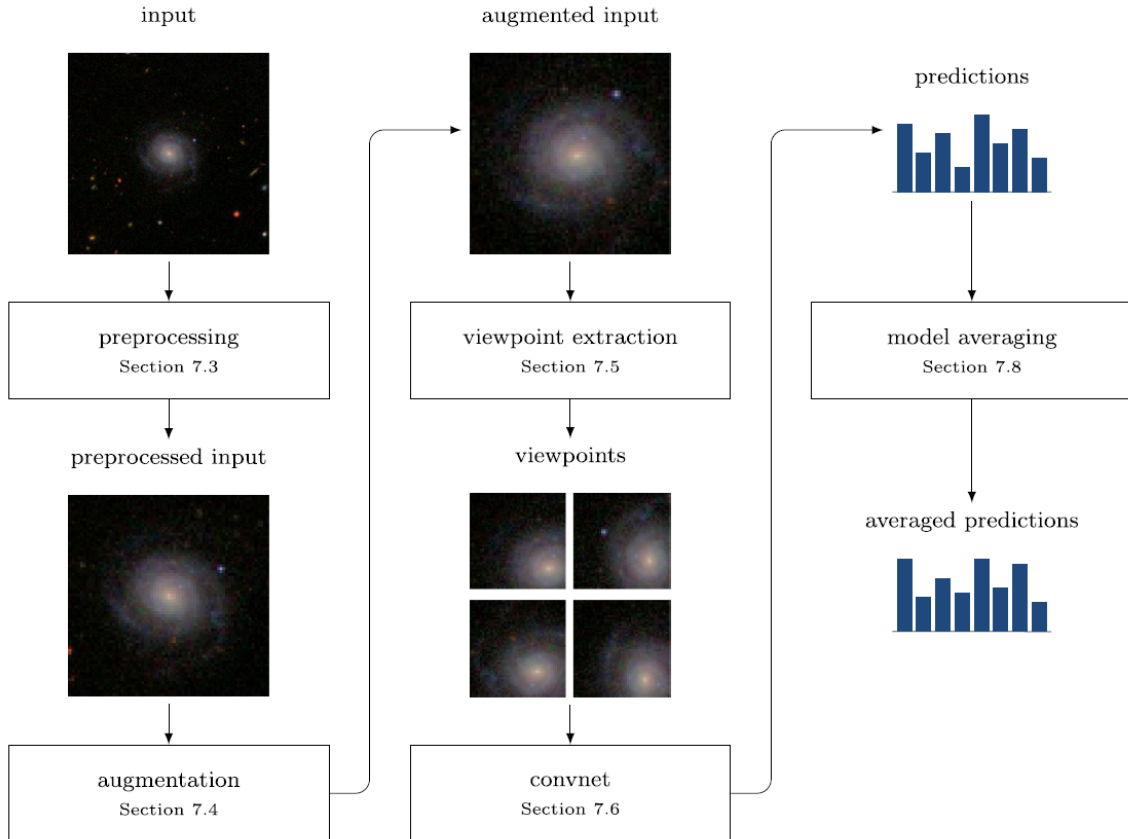 input
preprocessing
Section 7.3
preprocessed input
augmentation
Section 7.4
augmented input
viewpoint extraction
Section 7.5
viewpoints
convnet
Section 7.6
predictions
model averaging
Section 7.8
averaged predictions